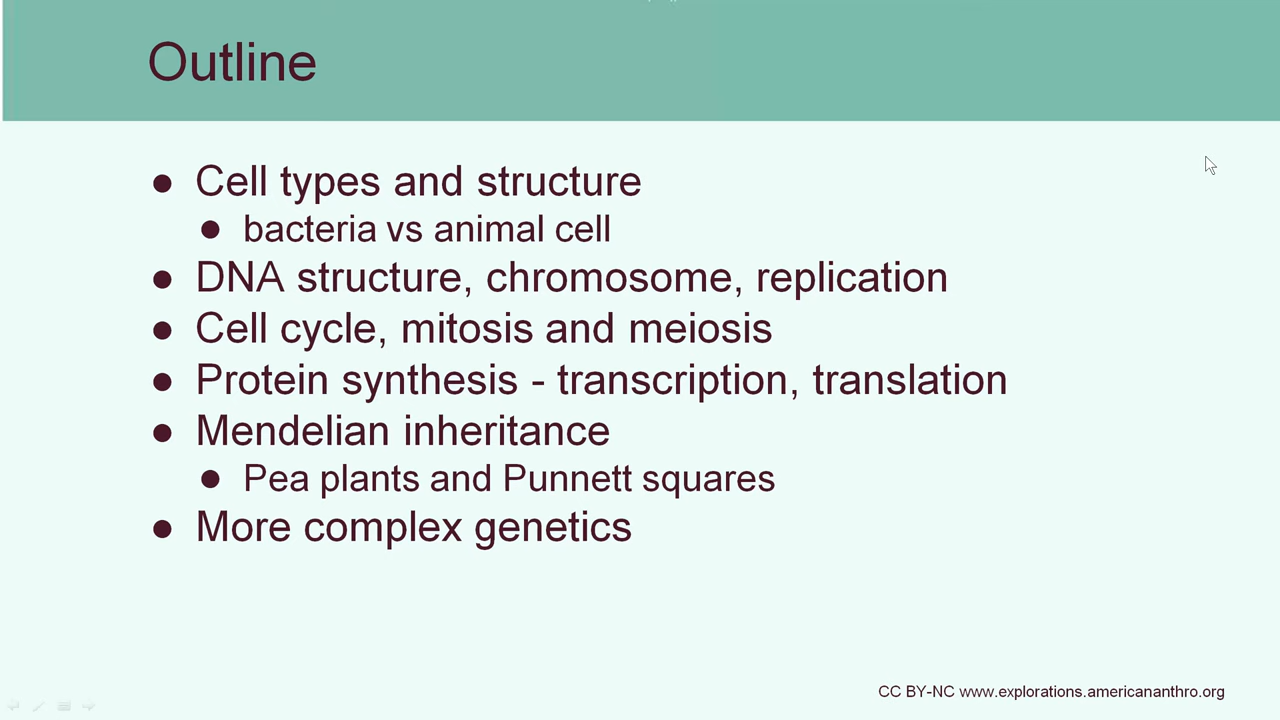 Outline
● Cell types and structure
● bacteria vs animal cell
● DNA structure, chromosome, replication
● Cell cycle, mitosis and meiosis
● Protein synthesis - transcription, translation
● Mendelian inheritance
● Pea plants and Punnett squares
● More complex genetics
CC BY-NC www.explorations.americananthro.org